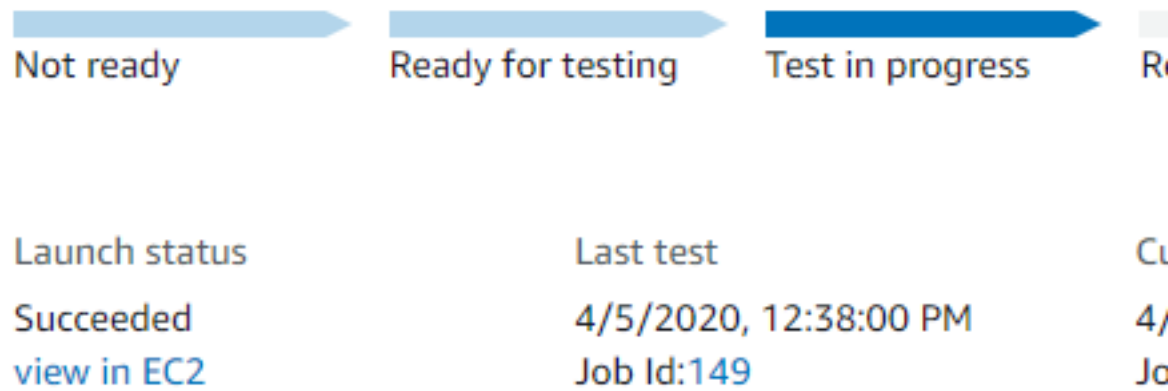 Not ready
Ready for testing
Test in progress
Launch status
Last test
Succeeded
4/5/2020, 12:38:00 PM
view in EC2
Job Id:149